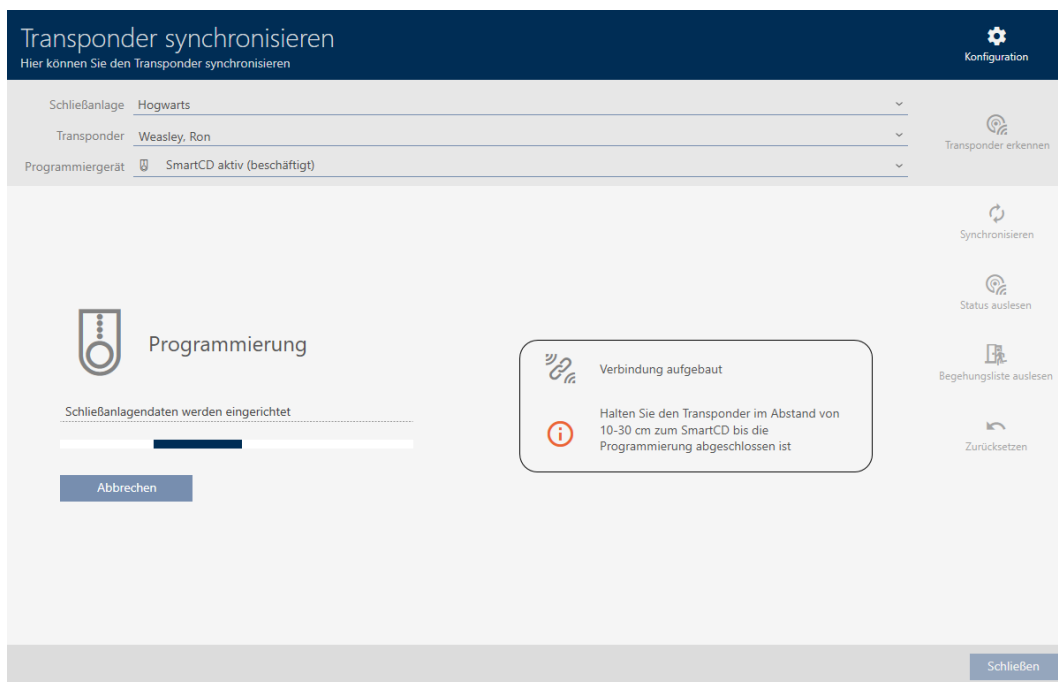 Transponder synchronisieren
Hier können Sie den Transponder synchronisieren
Konfiguration
Schließanlage Hogwarts
Transponder Weasley, Ron
Programmiergerät SmartCD aktiv (beschäftigt)
Transponder erkennen
Synchronisieren
Status auslesen
Begehungsliste auslesen
Zurücksetzen
Programmierung
Schließanlagendaten werden eingerichtet
Abbrechen
Verbindung aufgebaut
Halten Sie den Transponder im Abstand von
10-30 cm zum SmartCD bis die
Programmierung abgeschlossen ist
Schließen